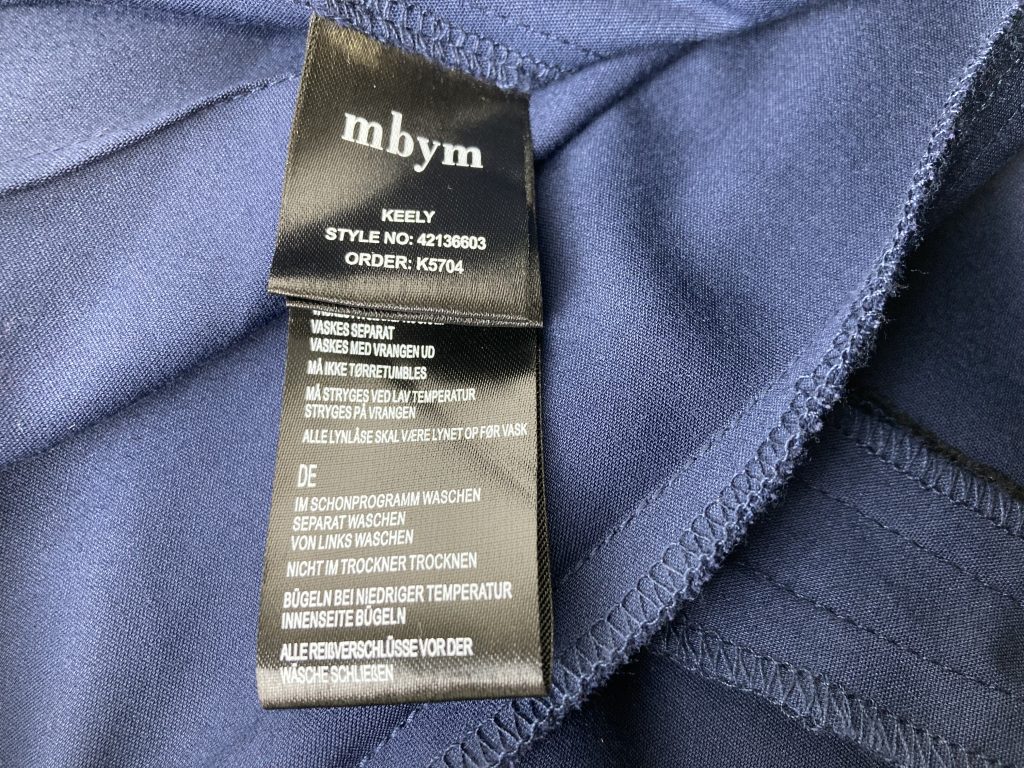 mbym
KEELY
STYLE NO: 42136603
ORDER: K5704
VASKES SEPARAT
VASKES MED VRANGEN UD
MÅ IKKE TØRRETUMBLES
MÅ STRYGES VED LAV TEMPERATUR
STRYGES PÅ VRANGEN
ALLE LYNLÅSE SKAL VÆRE LYNET OP FØR VASK
DE
IM SCHONPROGRAMM WASCHEN
SEPARAT WASCHEN
VON LINKS WASCHEN
NICHT IM TROCKNER TROCKNEN
BÜGELN BEI NIEDRIGER TEMPERATUR
INNENSEITE BÜGELN
ALLE REIßVERSCHLÜSSE VOR DER
WÄSCHE SCHLIEßEN